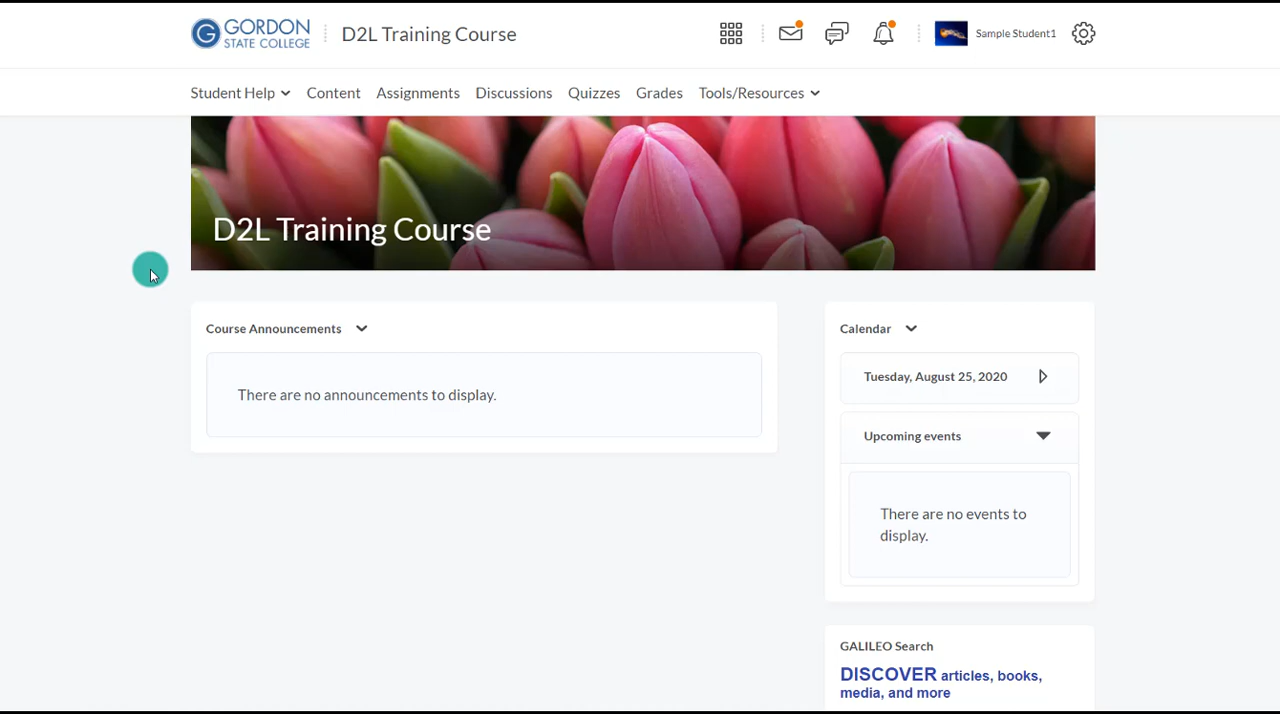 GORDON
STATE COLLEGE
D2L Training Course
Sample Student1
Student Help
Content
Assignments
Discussions
Quizzes
Grades
Tools/Resources
D2L Training Course
Course Announcements
There are no announcements to display.
Calendar
Tuesday, August 25, 2020
Upcoming events
There are no events to
display.
GALILEO Search
DISCOVER articles, books,
media, and more